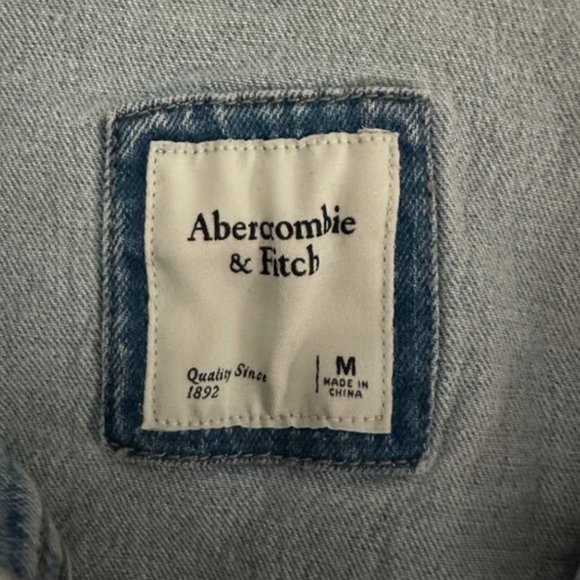 Abercrombie
& Fitch
Quality Since
1892
M
MADE IN
CHINA